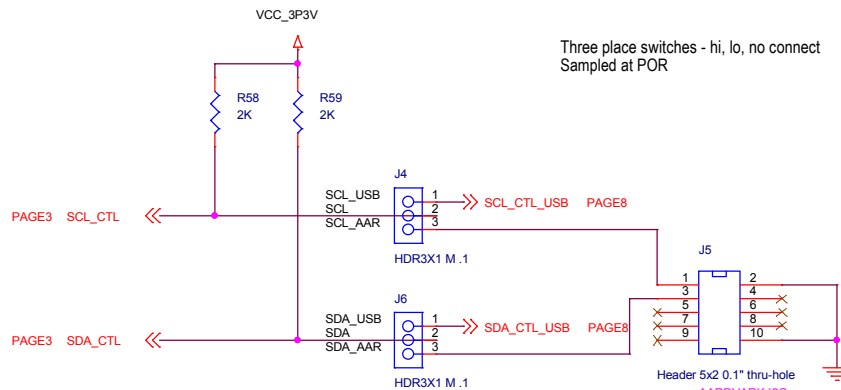 VCC_3P3V
Three place switches - hi, lo, no connect
Sampled at POR
R58
2K
R59
2K
J4
SCL_USB 1
SCL 2
SCL_AAR 3
SCL_CTL_USB PAGE8
PAGE3 SCL_CTL
HDR3X1 M .1
J5
1 2
3 4
5 6
7 8
9 10
J6
SDA_USB 1
SDA 2
SDA_AAR 3
SDA_CTL_USB PAGE8
PAGE3 SDA_CTL
HDR3X1 M .1
Header 5x2 0.1" thru-hole